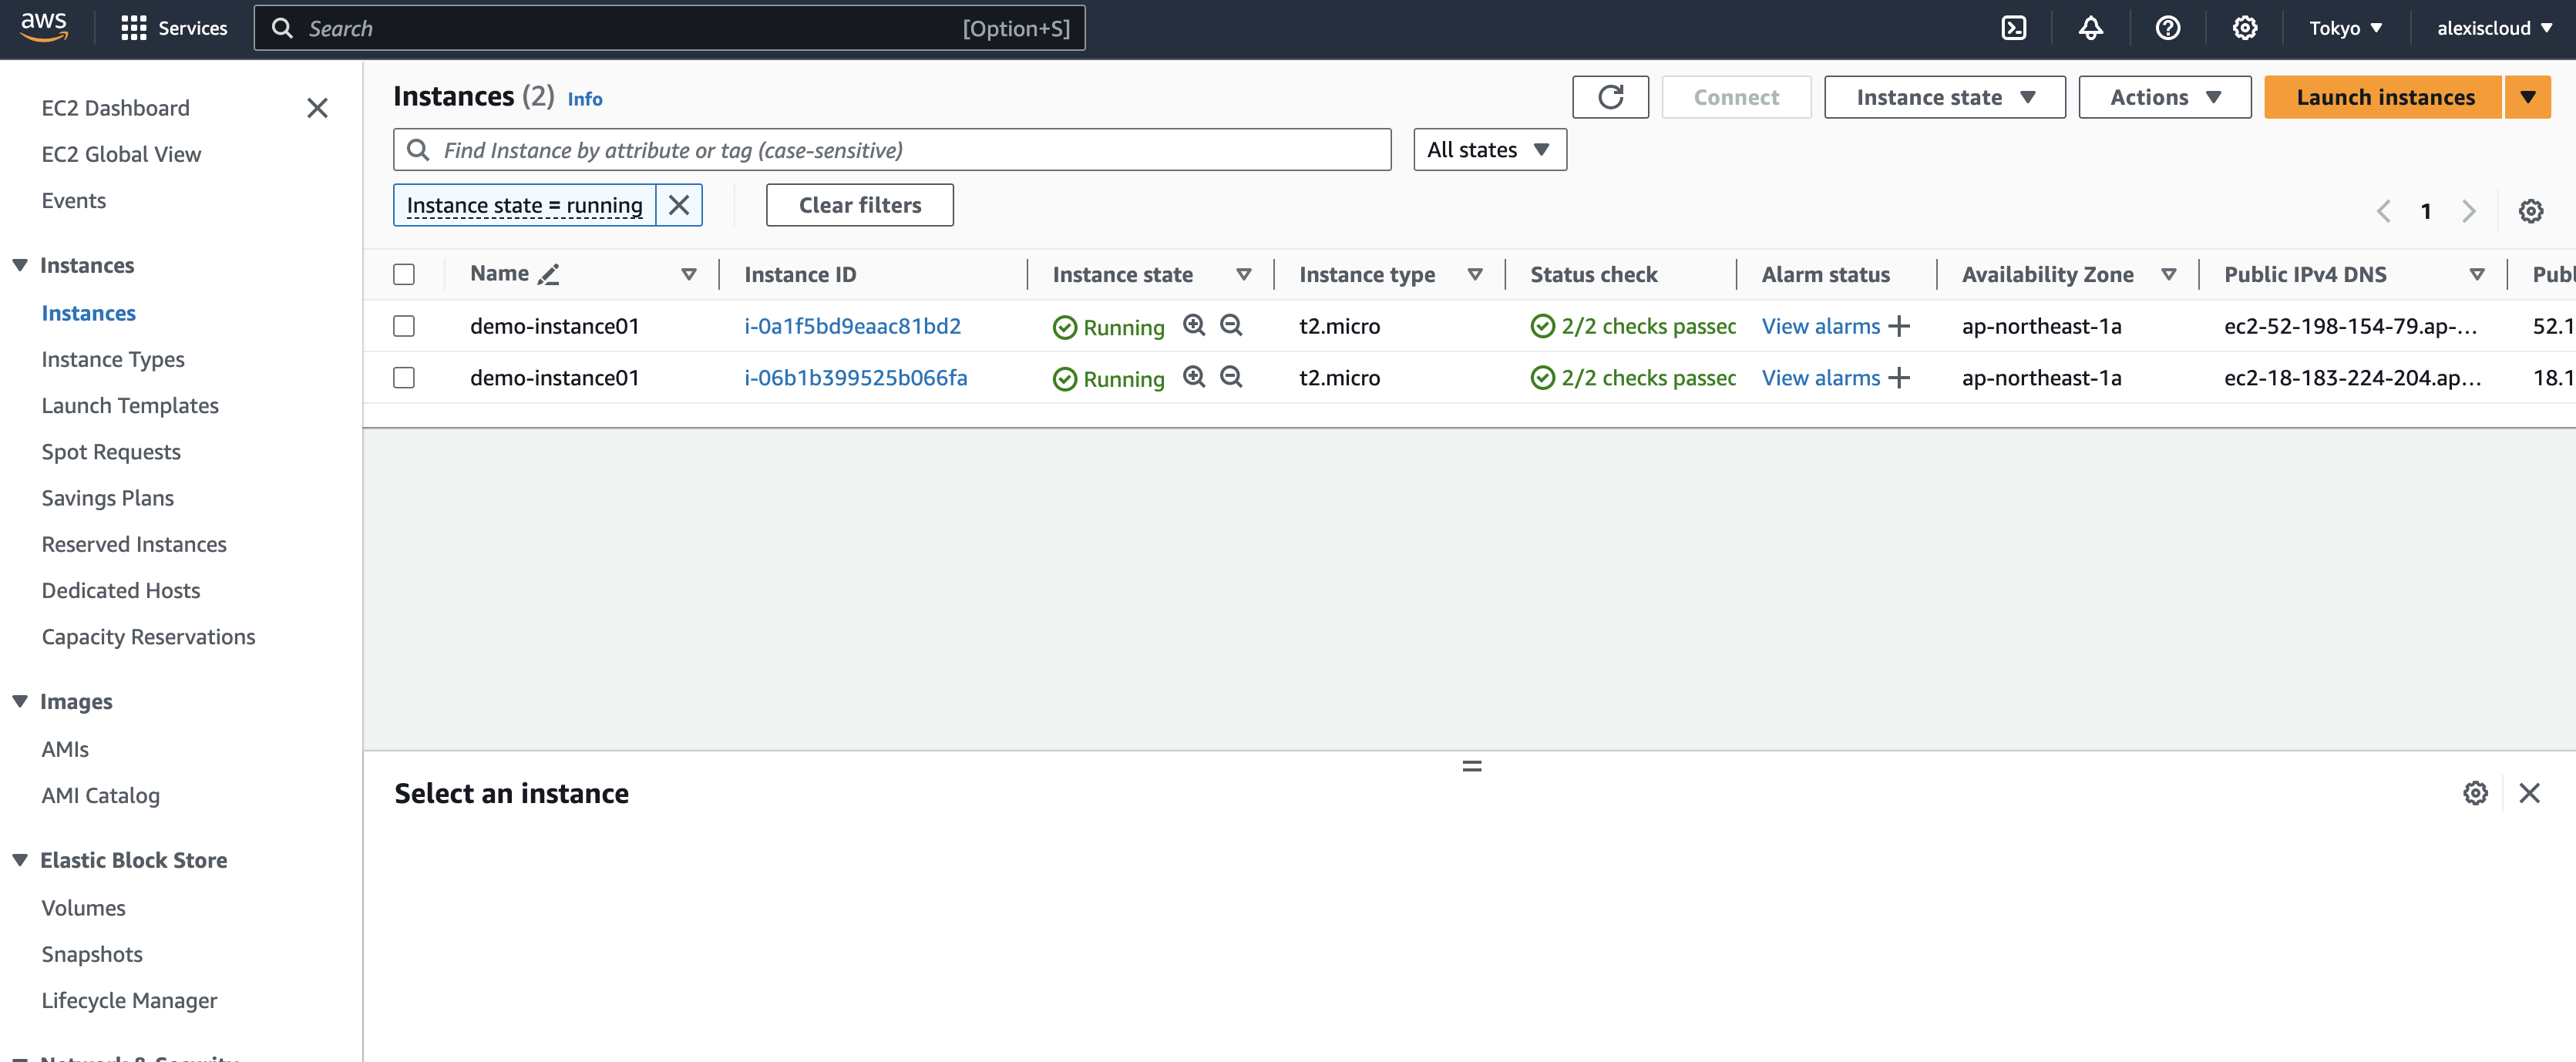 aws
Services
Search
[Option+S]
Tokyo
alexiscloud
EC2 Dashboard
EC2 Global View
Events
Instances
Instances
Instance Types
Launch Templates
Spot Requests
Savings Plans
Reserved Instances
Dedicated Hosts
Capacity Reservations
Images
AMIs
AMI Catalog
Elastic Block Store
Volumes
Snapshots
Lifecycle Manager
Network & Security
Instances (2) Info
Connect
Instance state
Actions
Launch instances
Find Instance by attribute or tag (case-sensitive)
All states
Instance state = running
Clear filters
1
Name Instance ID Instance state Instance type Status check Alarm status Availability Zone Public IPv4 DNS Publ
demo-instance01 i-0a1f5bd9eaac81bd2 Running t2.micro 2/2 checks passec View alarms + ap-northeast-1a ec2-52-198-154-79.ap-... 52.1
demo-instance01 i-06b1b399525b066fa Running t2.micro 2/2 checks passec View alarms + ap-northeast-1a ec2-18-183-224-204.ap... 18.1
Select an instance